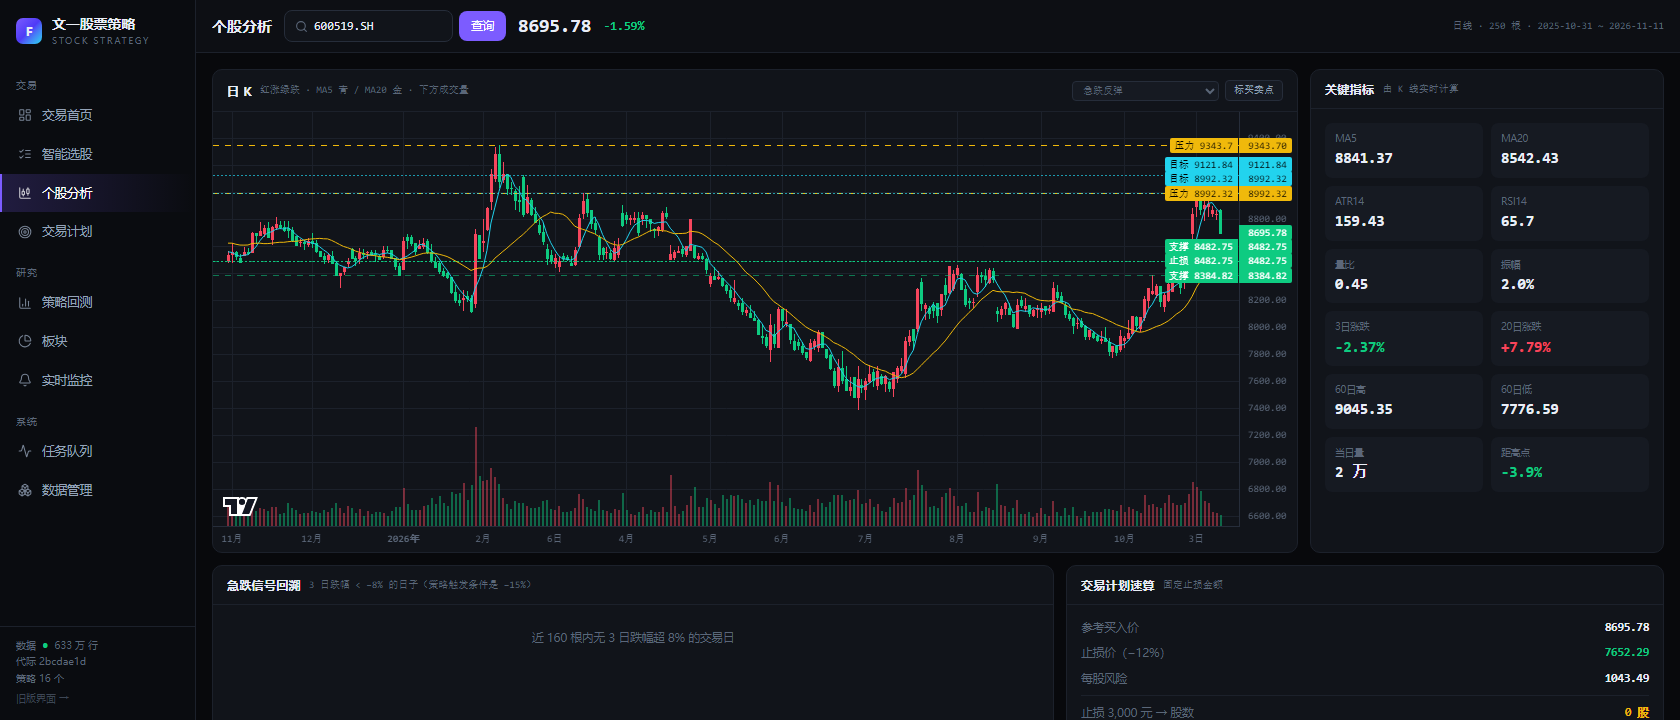 F
文一股票策略
STOCK STRATEGY
交易
交易首页
智能选股
个股分析
交易计划
研究
策略回测
板块
实时监控
系统
任务队列
数据管理
数据 ● 633 万 行
代际 2bcdae1d
策略 16 个
旧版界面 →
个股分析
600519.SH
查询
8695.78
-1.59%
日线 · 250 根 · 2025-10-31 ~ 2026-11-11
日 K
红涨绿跌 · MA5 青 / MA20 金 · 下方成交量
急跌反弹
标买卖点
9400.00
压力 9343.7 9343.70
目标 9121.84 9121.84
目标 8992.32 8992.32
压力 8992.32 8992.32
8800.00
8695.78
支撑 8482.75 8482.75
止损 8482.75 8482.75
支撑 8384.82 8384.82
8200.00
8000.00
7800.00
7600.00
7400.00
7200.00
7000.00
6800.00
6600.00
11月
12月
2026年
2月
6日
4月
5月
6月
7月
8月
9月
10月
3日
关键指标
由 K 线实时计算
MA5
8841.37
MA20
8542.43
ATR14
159.43
RSI14
65.7
量比
0.45
振幅
2.0%
3日涨跌
-2.37%
20日涨跌
+7.79%
60日高
9045.35
60日低
7776.59
当日量
2 万
距高点
-3.9%
急跌信号回溯
3 日跌幅 < -8% 的日子（策略触发条件是 -15%）
近 160 根内无 3 日跌幅超 8% 的交易日
交易计划速算
固定止损金额
参考买入价
8695.78
止损价（-12%）
7652.29
每股风险
1043.49
止损 3,000 元 → 股数
0 股